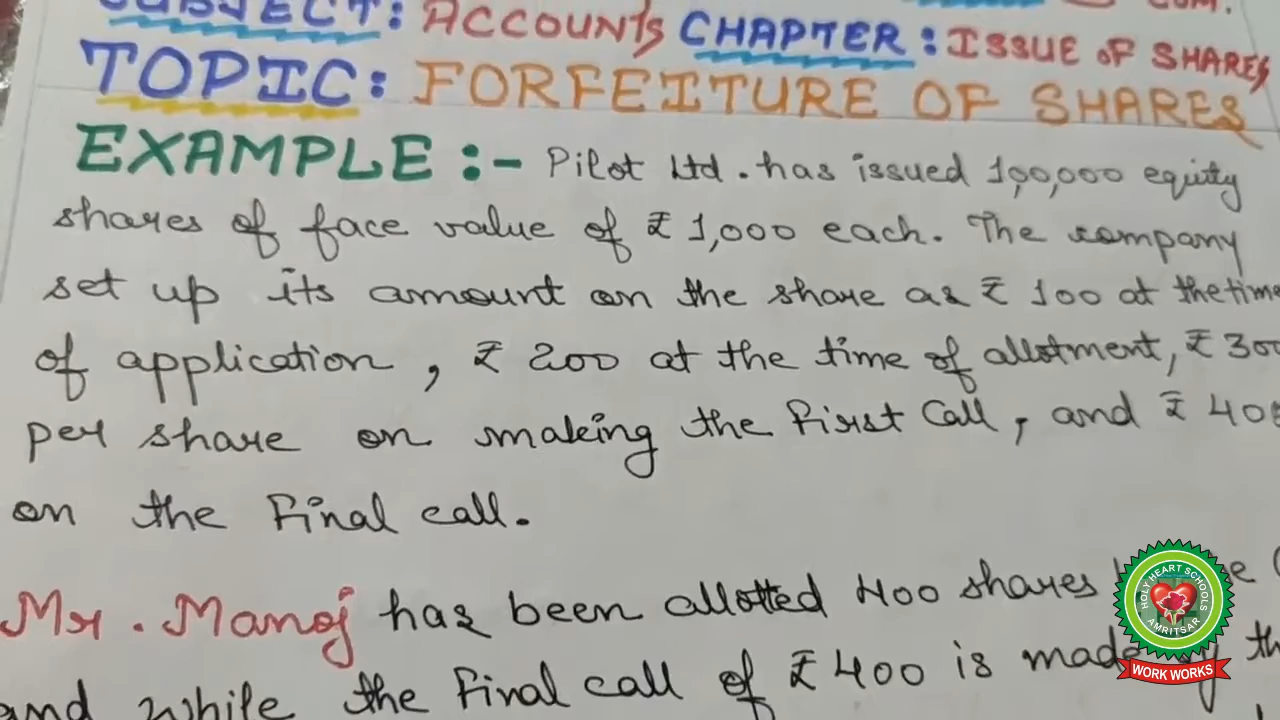 SUBJECT: ACCOUNTS CHAPTER: ISSUE OF SHARES
TOPIC: FORFEITURE OF SHARES
EXAMPLE:- Pilot Ltd. has issued 1,00,000 equity
shares of face value of ₹ 1,000 each. The company
set up its amount on the share as ₹ 100 at the time
of application, ₹ 200 at the time of allotment, ₹ 300
per share on making the First Call, and ₹ 400
on the Final call.
Mr. Manoj has been allotted 400 shares
and while the Final call of ₹ 400 is made by
HOLY HEART SCHOOLS
AMRITSAR
WORK WORKS